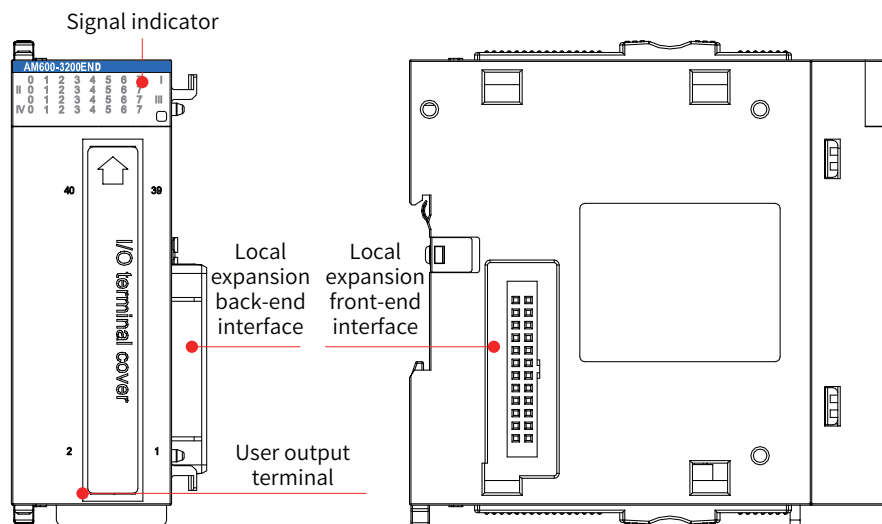 Signal indicator
AM600-3200END
0 1 2 3 4 5 6 7 I
II 0 1 2 3 4 5 6 7
0 1 2 3 4 5 6 7 III
IV 0 1 2 3 4 5 6 7
40 39
I/O terminal cover
Local
expansion
back-end
interface
Local
expansion
front-end
interface
2 1
User output
terminal